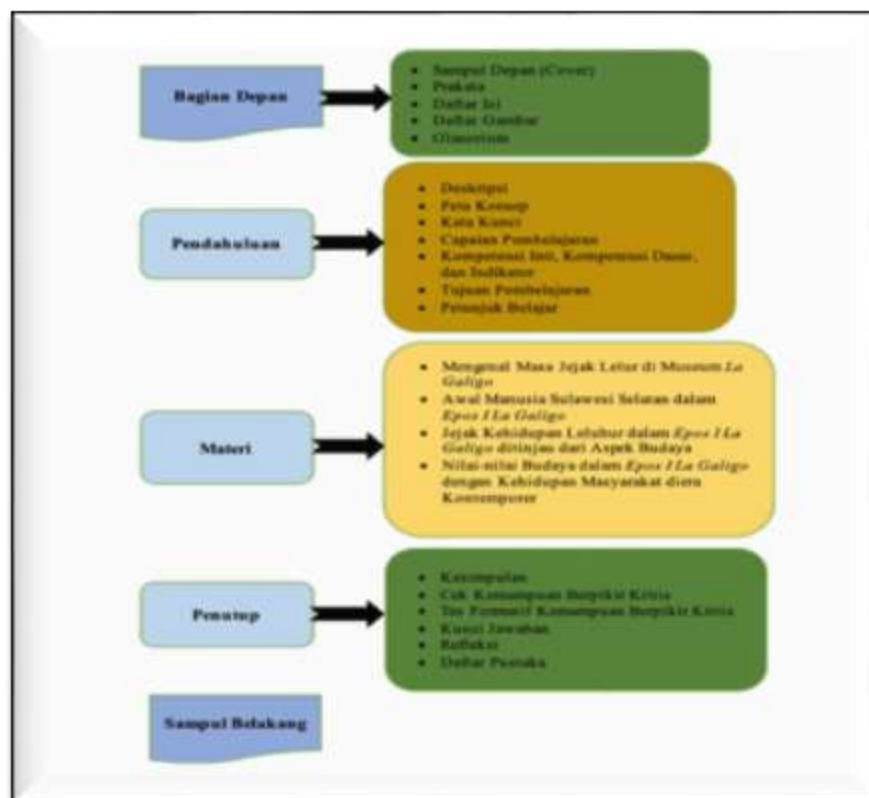 Bagian Depan
• Sampul Depan (Cover)
• Prakata
• Daftar Isi
• Daftar Gambar
• Glosorium
Pendahuluan
• Deskripsi
• Peta Konsep
• Kata Kunci
• Capaian Pembelajaran
• Kompetensi Inti, Kompetensi Dasar,
dan Indikator
• Tujuan Pembelajaran
• Petunjuk Belajar
Materi
• Mengenal Masa Jejak Lelur di Museum La
Galigo
• Awal Manusia Sulawesi Selatan dalam
Epos I La Galigo
• Jejak Kehidupan Leluhur dalam Epos I La
Galigo ditinjau dari Aspek Budaya
• Nilai-nilai Budaya dalam Epos I La Galigo
dengan Kehidupan Masyarakat diera
Kontemporer
Penutup
• Kesimpulan
• Cek Kemampuan Berpikir Kritis
• Tes Formatif Kemampuan Berpikir Kritis
• Kunci Jawaban
• Refleksi
• Daftar Pustaka
Sampul Belakang